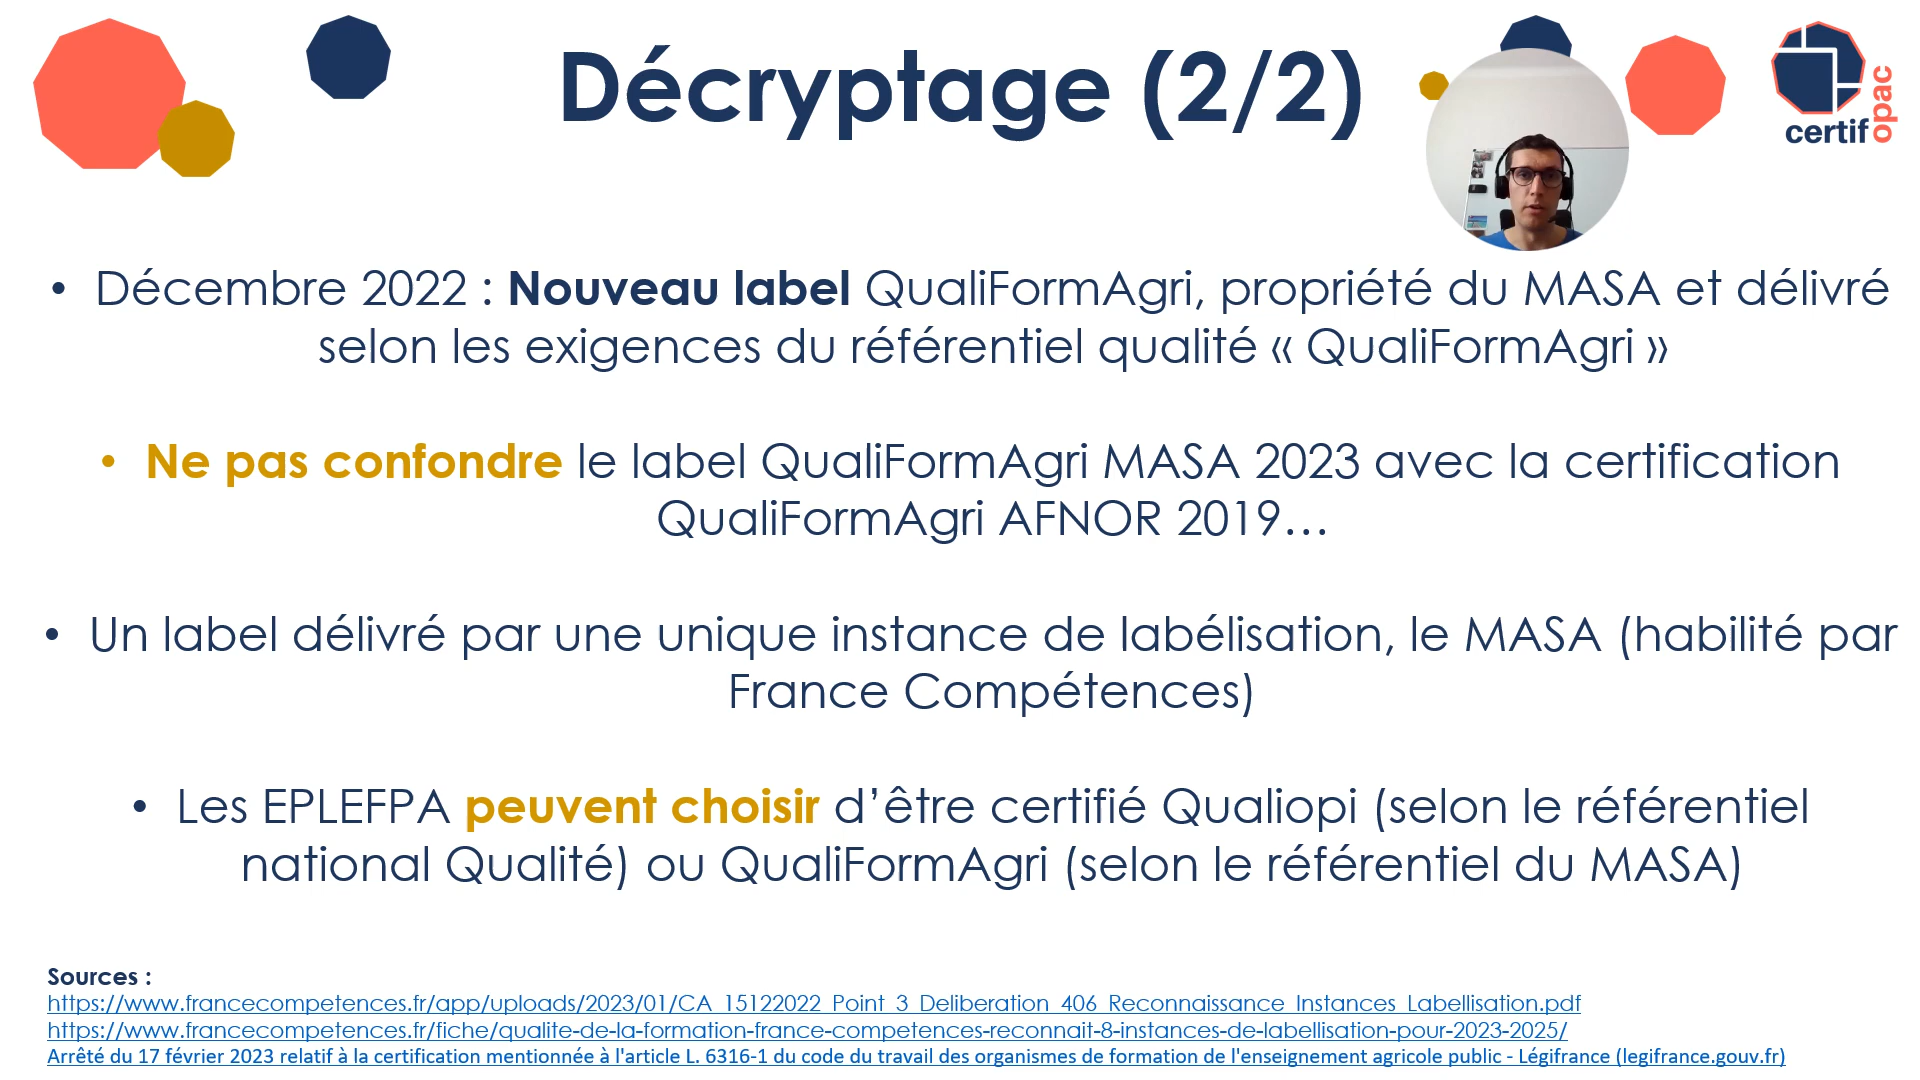 Décryptage (2/2)
certif
opac
• Décembre 2022 : Nouveau label QualiFormAgri, propriété du MASA et délivré
selon les exigences du référentiel qualité « QualiFormAgri »
• Ne pas confondre le label QualiFormAgri MASA 2023 avec la certification
QualiFormAgri AFNOR 2019…
• Un label délivré par une unique instance de labélisation, le MASA (habilité par
France Compétences)
• Les EPLEFPA peuvent choisir d’être certifié Qualiopi (selon le référentiel
national Qualité) ou QualiFormAgri (selon le référentiel du MASA)
Sources :
https://www.francecompetences.fr/app/uploads/2023/01/CA_15122022_Point_3_Deliberation_406_Reconnaissance_Instances_Labellisation.pdf
https://www.francecompetences.fr/fiche/qualite-de-la-formation-france-competences-reconnait-8-instances-de-labellisation-pour-2023-2025/
Arrêté du 17 février 2023 relatif à la certification mentionnée à l'article L. 6316-1 du code du travail des organismes de formation de l'enseignement agricole public - Légifrance (legifrance.gouv.fr)